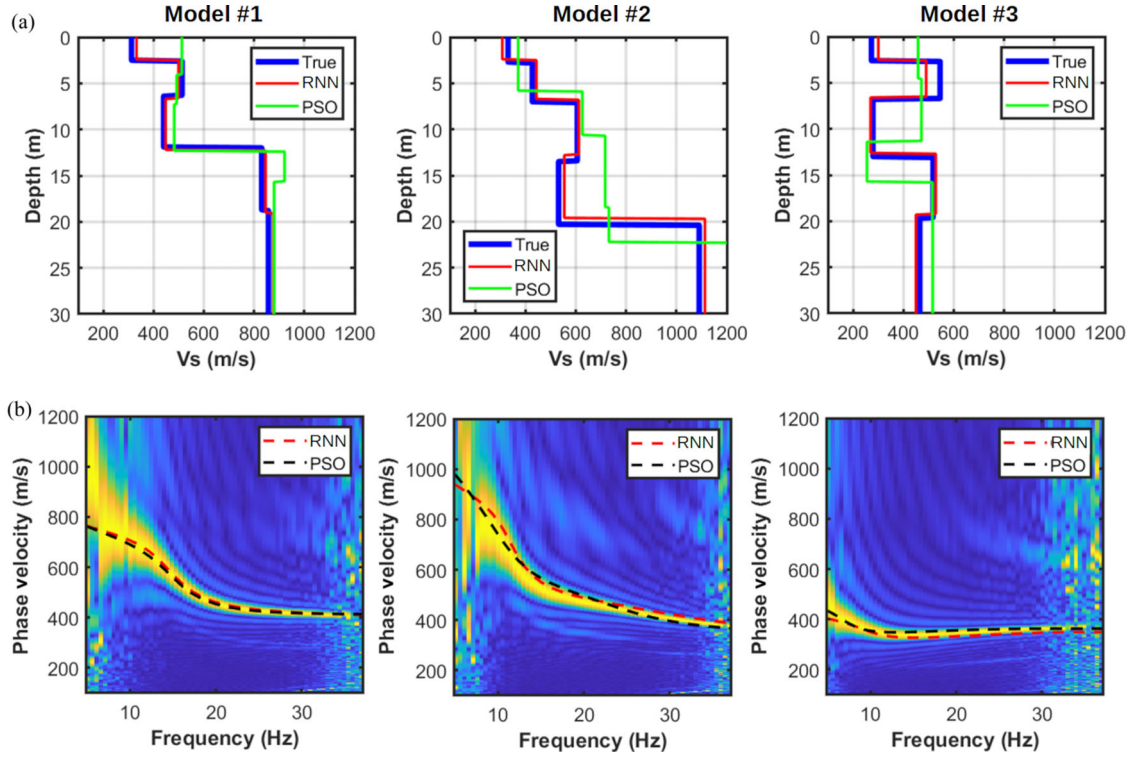 (a)
Model #1
Model #2
Model #3
0
5
10
15
20
25
30
Depth (m)
200 400 600 800 1000 1200
Vs (m/s)
True
RNN
PSO
0
5
10
15
20
25
30
Depth (m)
200 400 600 800 1000 1200
Vs (m/s)
True
RNN
PSO
0
5
10
15
20
25
30
Depth (m)
200 400 600 800 1000 1200
Vs (m/s)
True
RNN
PSO
(b)
1200
1000
800
600
400
200
Phase velocity (m/s)
10 20 30
Frequency (Hz)
RNN
PSO
1200
1000
800
600
400
200
Phase velocity (m/s)
10 20 30
Frequency (Hz)
RNN
PSO
1200
1000
800
600
400
200
Phase velocity (m/s)
10 20 30
Frequency (Hz)
RNN
PSO